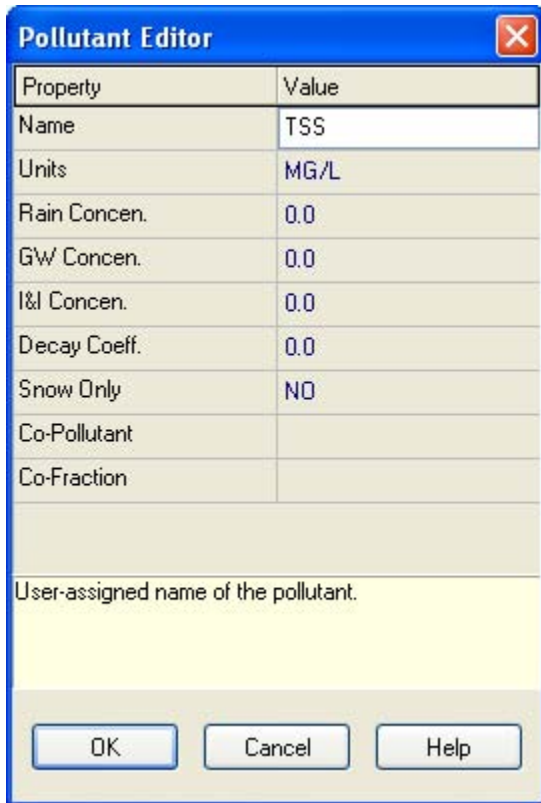 Pollutant Editor
Property Value
Name TSS
Units MG/L
Rain Concen. 0.0
GW Concen. 0.0
I&I Concen. 0.0
Decay Coeff. 0.0
Snow Only NO
Co-Pollutant
Co-Fraction
User-assigned name of the pollutant.
OK Cancel Help